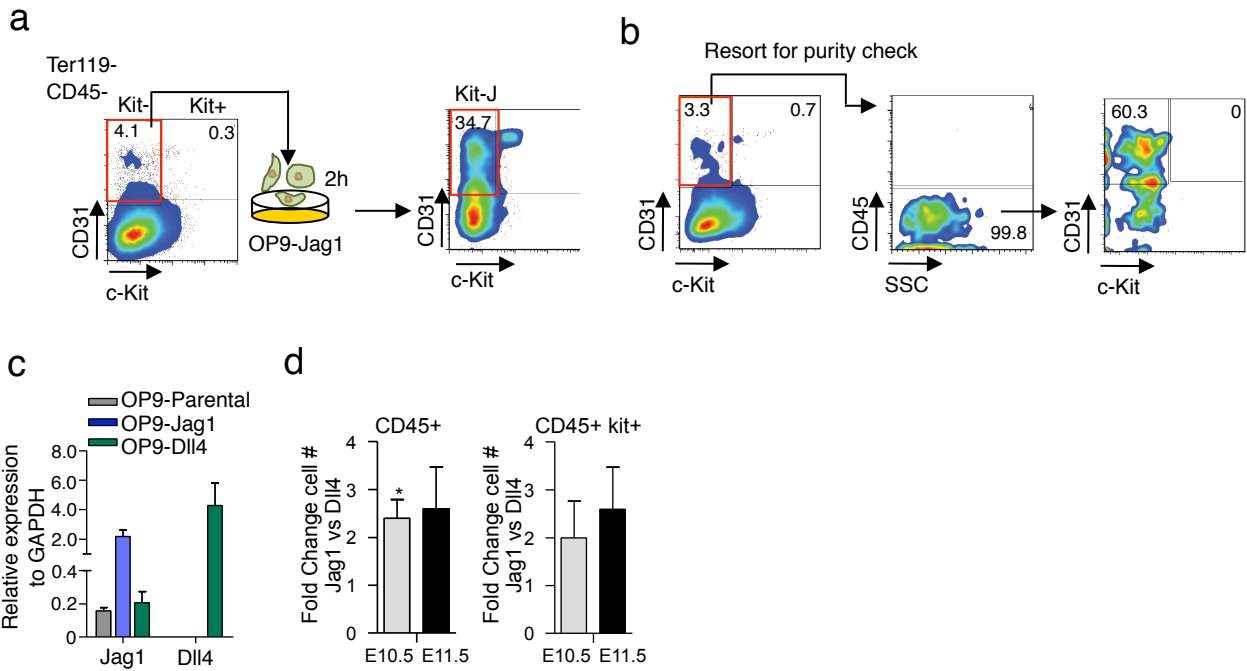 a
Ter119-
CD45-
Kit-
Kit+
4.1
0.3
CD31
c-Kit
2h
OP9-Jag1
Kit-J
34.7
CD31
c-Kit
b
Resort for purity check
3.3
0.7
CD31
c-Kit
CD45
99.8
SSC
60.3
0
CD31
c-Kit
c
OP9-Parental
OP9-Jag1
OP9-Dll4
Relative expression
to GAPDH
8.0
6.0
4.0
2.0
0.4
0.2
0
Jag1
Dll4
d
CD45+
Fold Change cell #
Jag1 vs Dll4
4
3
2
1
0
*
E10.5
E11.5
CD45+ kit+
Fold Change cell #
Jag1 vs Dll4
4
3
2
1
0
E10.5
E11.5